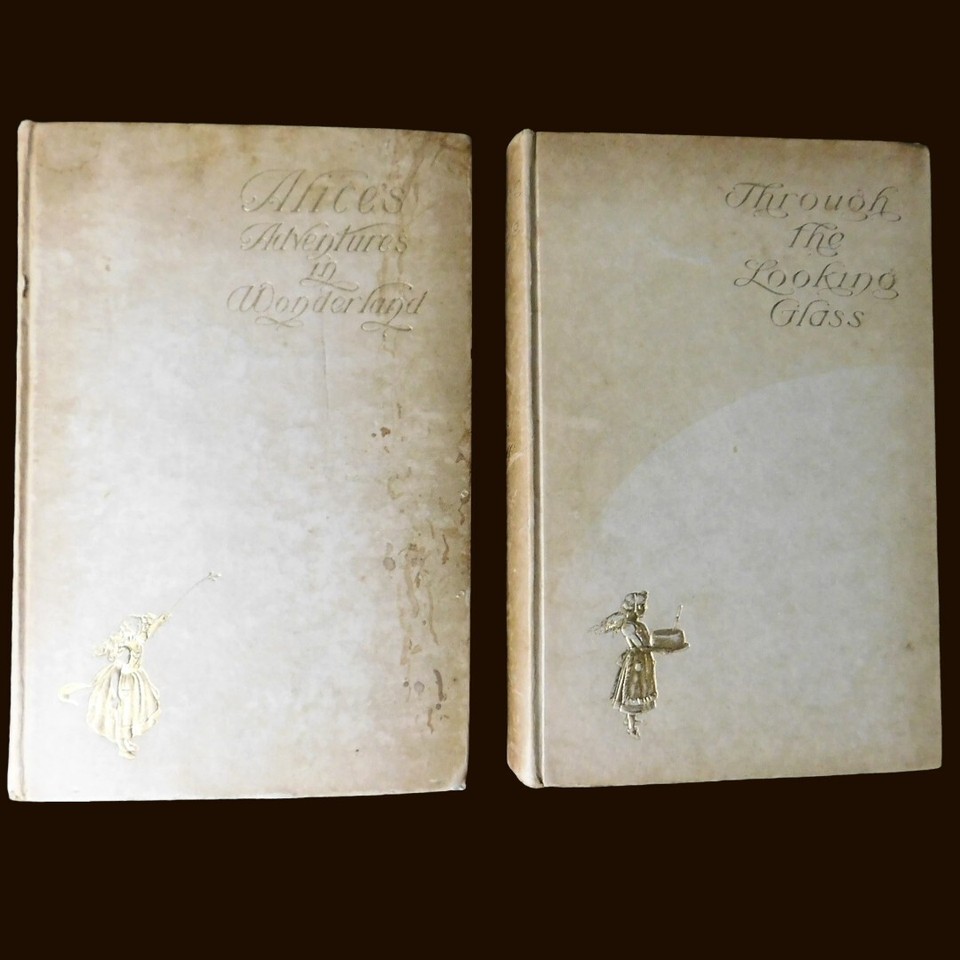 Alice's
Adventures
in
Wonderland
Through
The
Looking
Glass